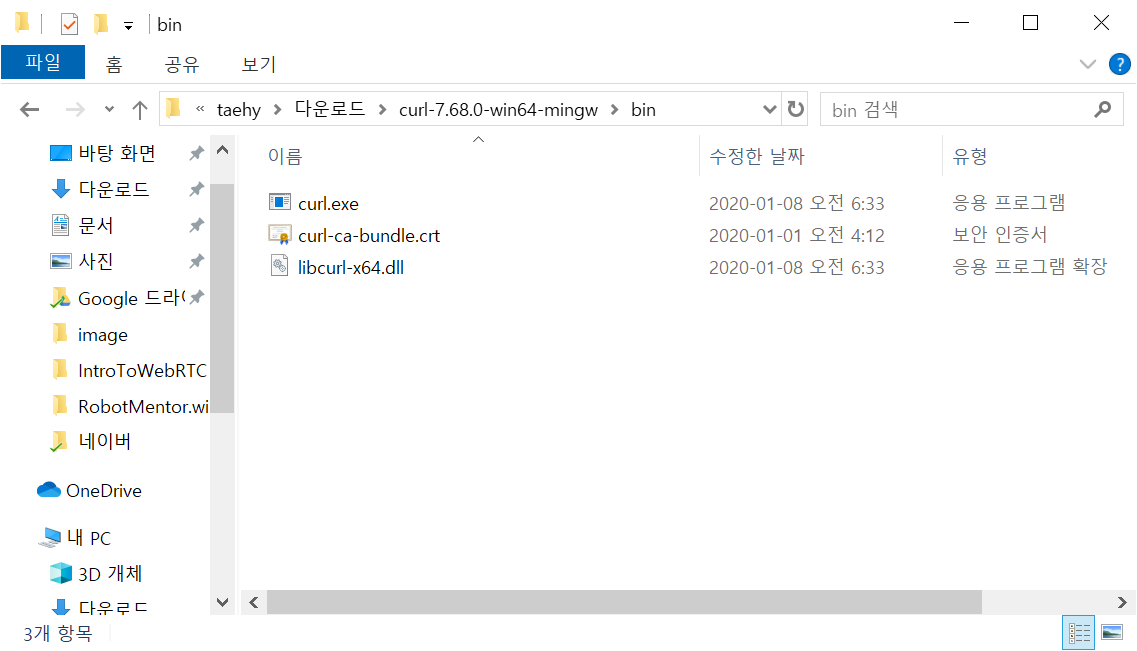 bin
파일 홈 공유 보기
« taehy > 다운로드 > curl-7.68.0-win64-mingw > bin bin 검색
바탕 화면
다운로드
문서
사진
Google 드라이
image
IntroToWebRTC
RobotMentor.wi
네이버
OneDrive
내 PC
3D 개체
다운로드
이름 수정한 날짜 유형
curl.exe 2020-01-08 오전 6:33 응용 프로그램
curl-ca-bundle.crt 2020-01-01 오전 4:12 보안 인증서
libcurl-x64.dll 2020-01-08 오전 6:33 응용 프로그램 확장
3개 항목